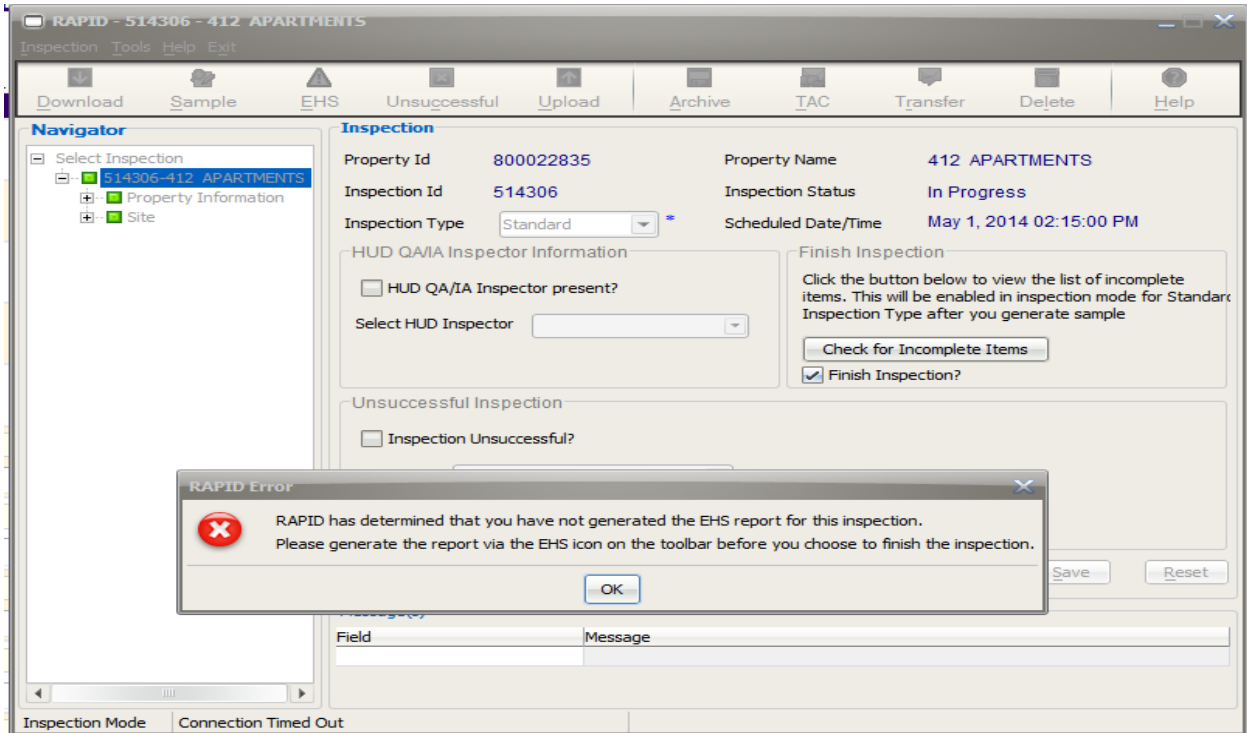 RAPID - 514306 - 412 APARTMENTS
Inspection Tools Help Exit
Download Sample EHS Unsuccessful Upload Archive TAC Transfer Delete Help
Navigator
Select Inspection
514306-412 APARTMENTS
Property Information
Site
Inspection
Property Id 800022835 Property Name 412 APARTMENTS
Inspection Id 514306 Inspection Status In Progress
Inspection Type Standard * Scheduled Date/Time May 1, 2014 02:15:00 PM
HUD QA/IA Inspector Information
HUD QA/IA Inspector present?
Select HUD Inspector
Finish Inspection
Click the button below to view the list of incomplete
items. This will be enabled in inspection mode for Standard
Inspection Type after you generate sample
Check for Incomplete Items
Finish Inspection?
Unsuccessful Inspection
Inspection Unsuccessful?
RAPID Error
RAPID has determined that you have not generated the EHS report for this inspection.
Please generate the report via the EHS icon on the toolbar before you choose to finish the inspection.
OK
Save Reset
Field Message
Inspection Mode Connection Timed Out